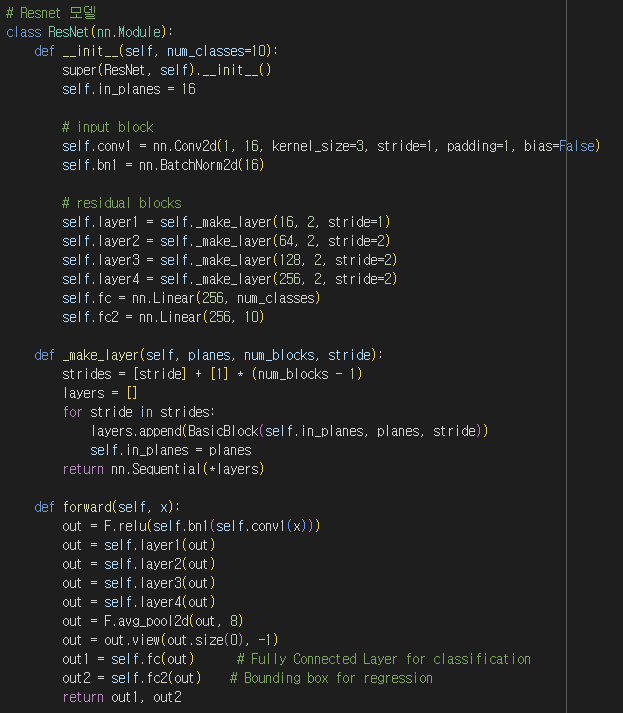 # Resnet 모델
class ResNet(nn.Module):
    def __init__(self, num_classes=10):
        super(ResNet, self).__init__()
        self.in_planes = 16

        # input block
        self.conv1 = nn.Conv2d(1, 16, kernel_size=3, stride=1, padding=1, bias=False)
        self.bn1 = nn.BatchNorm2d(16)

        # residual blocks
        self.layer1 = self._make_layer(16, 2, stride=1)
        self.layer2 = self._make_layer(64, 2, stride=2)
        self.layer3 = self._make_layer(128, 2, stride=2)
        self.layer4 = self._make_layer(256, 2, stride=2)
        self.fc = nn.Linear(256, num_classes)
        self.fc2 = nn.Linear(256, 10)

    def _make_layer(self, planes, num_blocks, stride):
        strides = [stride] + [1] * (num_blocks - 1)
        layers = []
        for stride in strides:
            layers.append(BasicBlock(self.in_planes, planes, stride))
            self.in_planes = planes
        return nn.Sequential(*layers)

    def forward(self, x):
        out = F.relu(self.bn1(self.conv1(x)))
        out = self.layer1(out)
        out = self.layer2(out)
        out = self.layer3(out)
        out = self.layer4(out)
        out = F.avg_pool2d(out, 8)
        out = out.view(out.size(0), -1)
        out1 = self.fc(out)     # Fully Connected Layer for classification
        out2 = self.fc2(out)    # Bounding box for regression
        return out1, out2